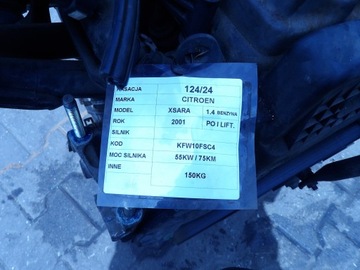 KASACJA 124/24
MARKA CITROEN
MODEL XSARA 1.4 BENZYNA
ROK 2001 PO LIFT.
SILNIK
KOD KFW10FSC4
MOC SILNIKA 55KW / 75KM
INNE 150KG